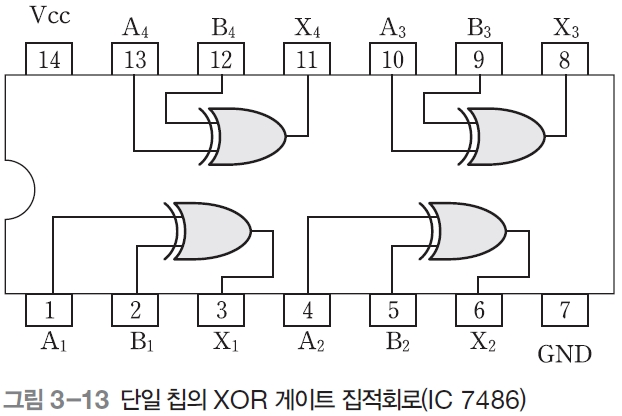 Vcc A₄ B₄ X₄ A₃ B₃ X₃
14 13 12 11 10 9 8
1 2 3 4 5 6 7
A₁ B₁ X₁ A₂ B₂ X₂ GND
그림 3-13 단일 칩의 XOR 게이트 집적회로(IC 7486)